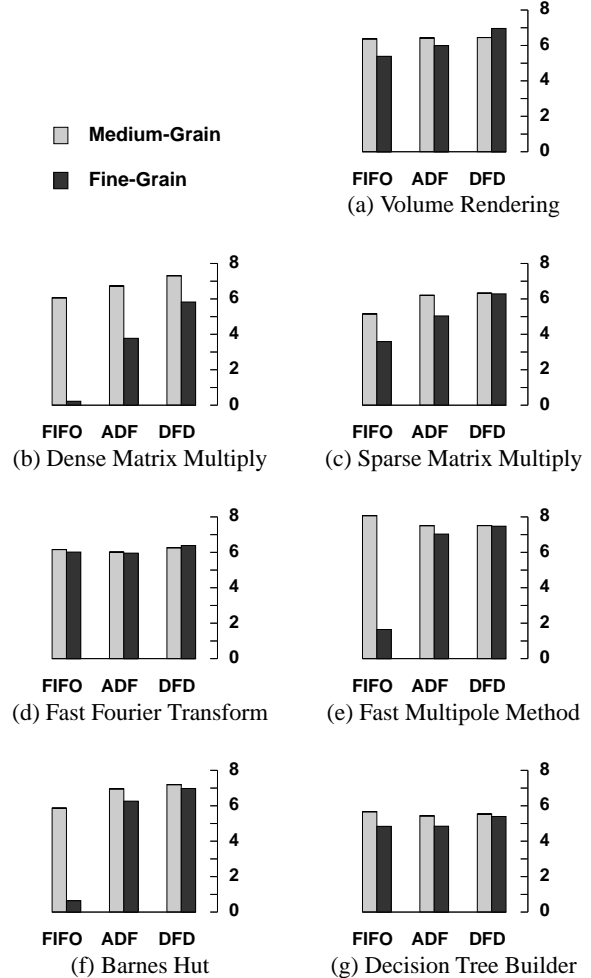 8
6
4
2
0
FIFO ADF DFD
(a) Volume Rendering
Medium-Grain
Fine-Grain
8
6
4
2
0
FIFO ADF DFD
(b) Dense Matrix Multiply
8
6
4
2
0
FIFO ADF DFD
(c) Sparse Matrix Multiply
8
6
4
2
0
FIFO ADF DFD
(d) Fast Fourier Transform
8
6
4
2
0
FIFO ADF DFD
(e) Fast Multipole Method
8
6
4
2
0
FIFO ADF DFD
(f) Barnes Hut
8
6
4
2
0
FIFO ADF DFD
(g) Decision Tree Builder